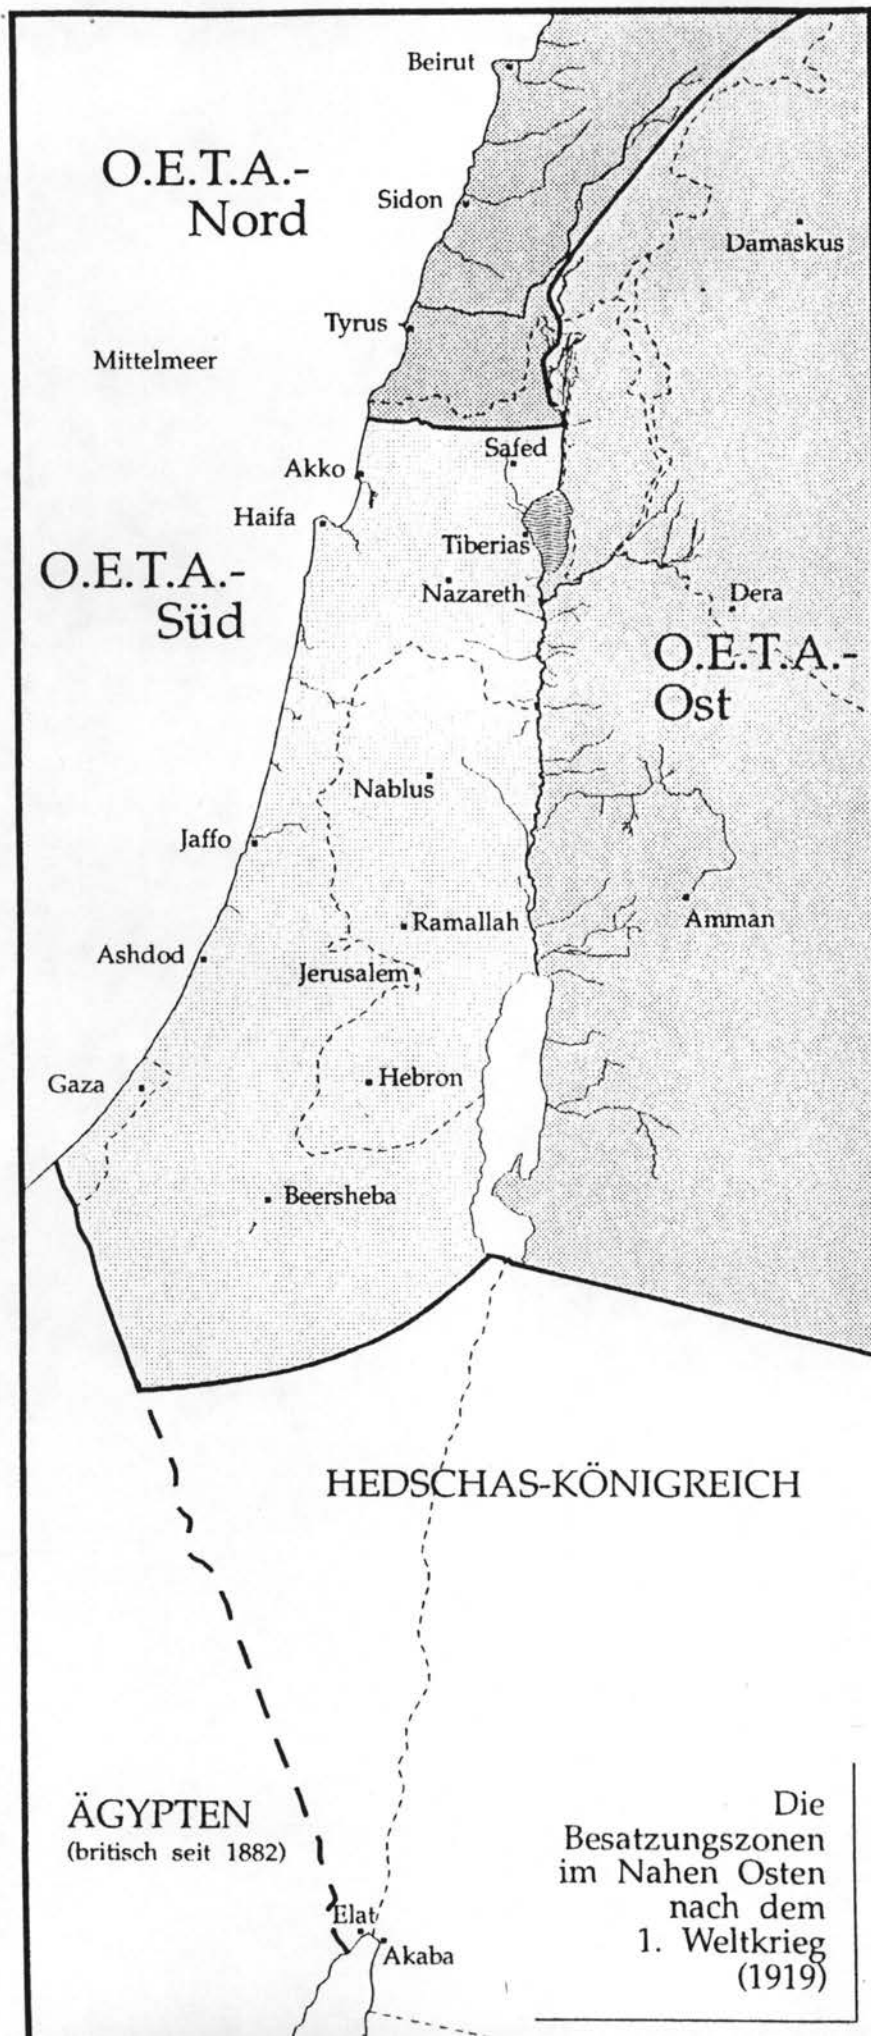 Beirut
O.E.T.A.-
Nord
Sidon
Damaskus
Tyrus
Mittelmeer
Safed
Akko
Haifa
Tiberias
O.E.T.A.-
Süd
Nazareth
Dera
O.E.T.A.-
Ost
Nablus
Jaffo
Ramallah
Amman
Ashdod
Jerusalem
Gaza
Hebron
Beersheba
HEDSCHAS-KÖNIGREICH
ÄGYPTEN
(britisch seit 1882)
Die
Besatzungszonen
im Nahen Osten
nach dem
1. Weltkrieg
(1919)
Elat
Akaba